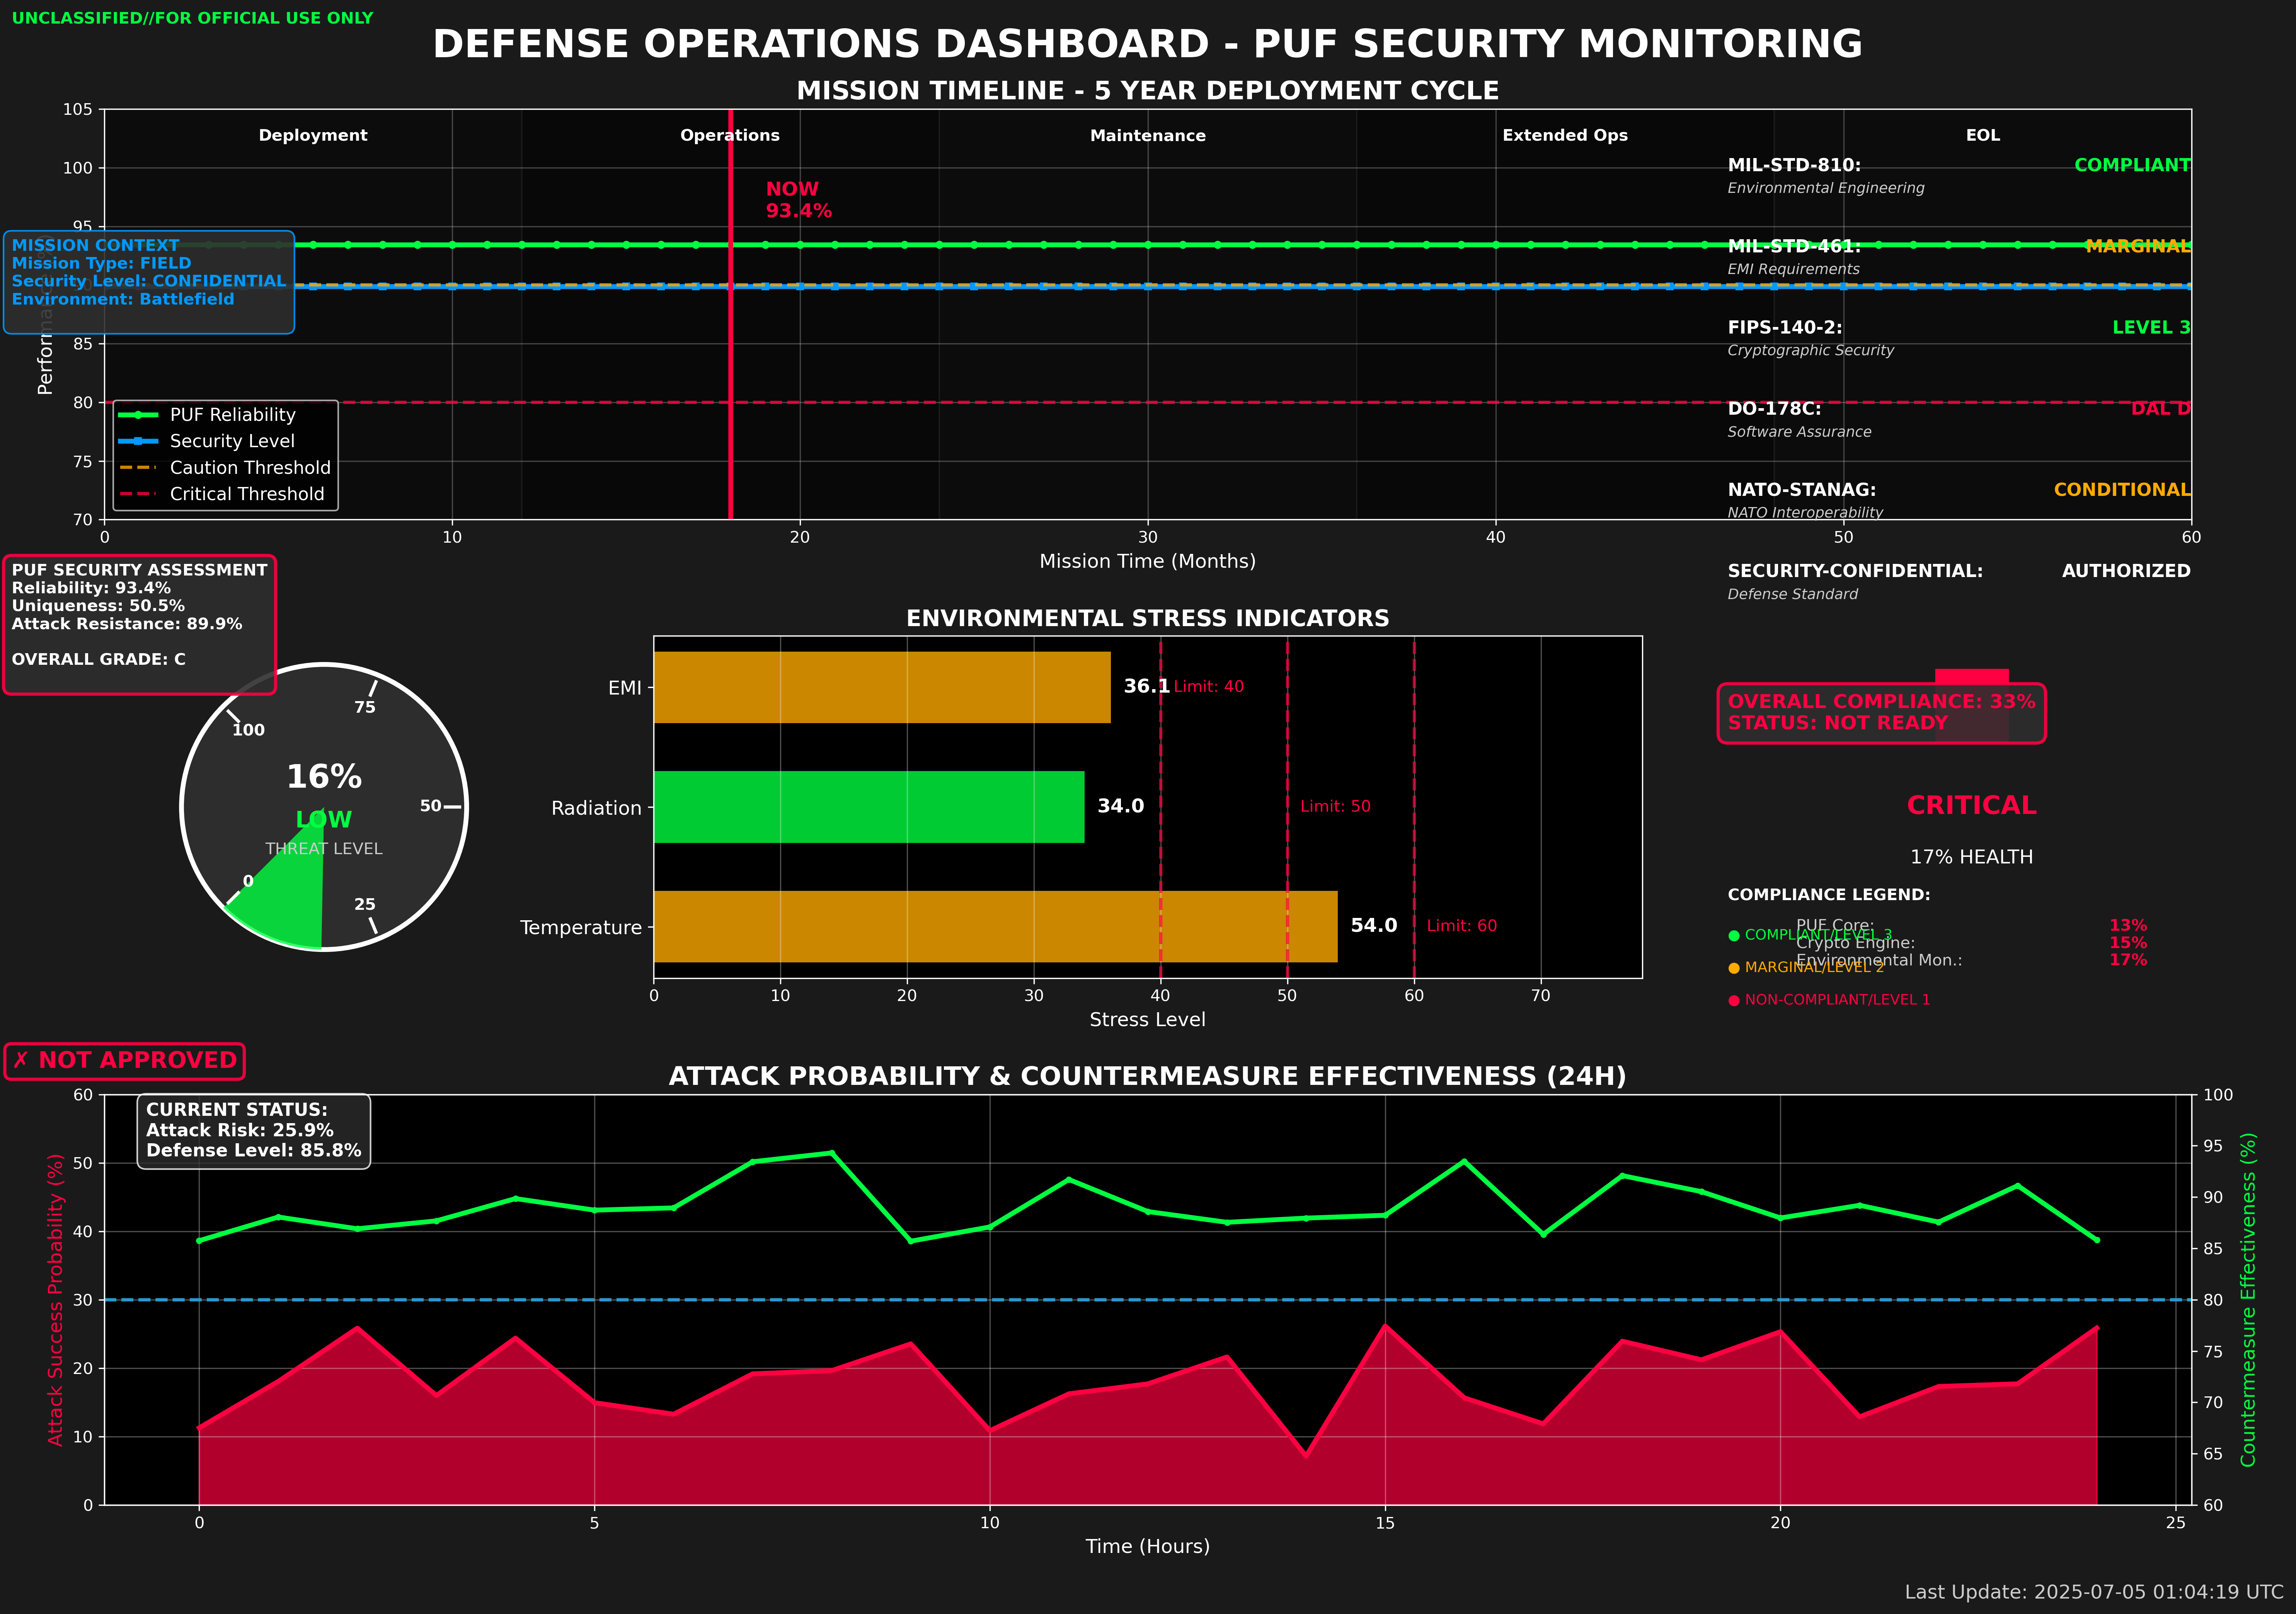 UNCLASSIFIED//FOR OFFICIAL USE ONLY
DEFENSE OPERATIONS DASHBOARD - PUF SECURITY MONITORING
MISSION TIMELINE - 5 YEAR DEPLOYMENT CYCLE
105
100
95
85
80
75
70
Deployment
Operations
Maintenance
Extended Ops
EOL
NOW
93.4%
MISSION CONTEXT
Mission Type: FIELD
Security Level: CONFIDENTIAL
Environment: Battlefield
PUF Reliability
Security Level
Caution Threshold
Critical Threshold
0
10
20
30
40
50
60
Mission Time (Months)
MIL-STD-810: COMPLIANT
Environmental Engineering
MIL-STD-461: MARGINAL
EMI Requirements
FIPS-140-2: LEVEL 3
Cryptographic Security
DO-178C: DAL D
Software Assurance
NATO-STANAG: CONDITIONAL
NATO Interoperability
SECURITY-CONFIDENTIAL: AUTHORIZED
Defense Standard
PUF SECURITY ASSESSMENT
Reliability: 93.4%
Uniqueness: 50.5%
Attack Resistance: 89.9%
OVERALL GRADE: C
75
100
50
0
25
16%
LOW
THREAT LEVEL
ENVIRONMENTAL STRESS INDICATORS
EMI
36.1
Limit: 40
Radiation
34.0
Limit: 50
Temperature
54.0
Limit: 60
0
10
20
30
40
50
60
70
Stress Level
OVERALL COMPLIANCE: 33%
STATUS: NOT READY
CRITICAL
17% HEALTH
COMPLIANCE LEGEND:
PUF Core: 13%
COMPLIANT/LEVEL 3
Crypto Engine: 15%
Environmental Mon.: 17%
MARGINAL/LEVEL 2
NON-COMPLIANT/LEVEL 1
✗ NOT APPROVED
ATTACK PROBABILITY & COUNTERMEASURE EFFECTIVENESS (24H)
CURRENT STATUS:
Attack Risk: 25.9%
Defense Level: 85.8%
Attack Success Probability (%)
60
50
40
30
20
10
0
100
95
90
85
80
75
70
65
60
Countermeasure Effectiveness (%)
0
5
10
15
20
25
Time (Hours)
Last Update: 2025-07-05 01:04:19 UTC